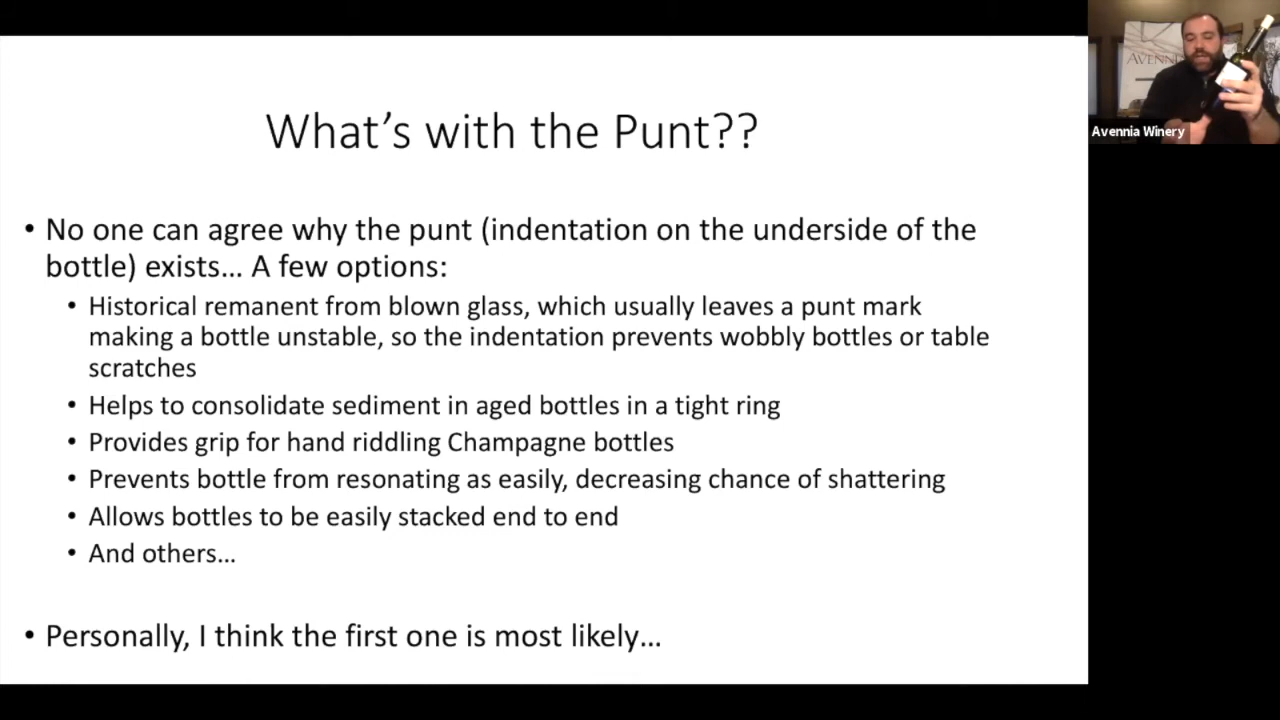 What's with the Punt??
• No one can agree why the punt (indentation on the underside of the
bottle) exists... A few options:
• Historical remanent from blown glass, which usually leaves a punt mark
making a bottle unstable, so the indentation prevents wobbly bottles or table
scratches
• Helps to consolidate sediment in aged bottles in a tight ring
• Provides grip for hand riddling Champagne bottles
• Prevents bottle from resonating as easily, decreasing chance of shattering
• Allows bottles to be easily stacked end to end
• And others...
• Personally, I think the first one is most likely...
Avennia Winery